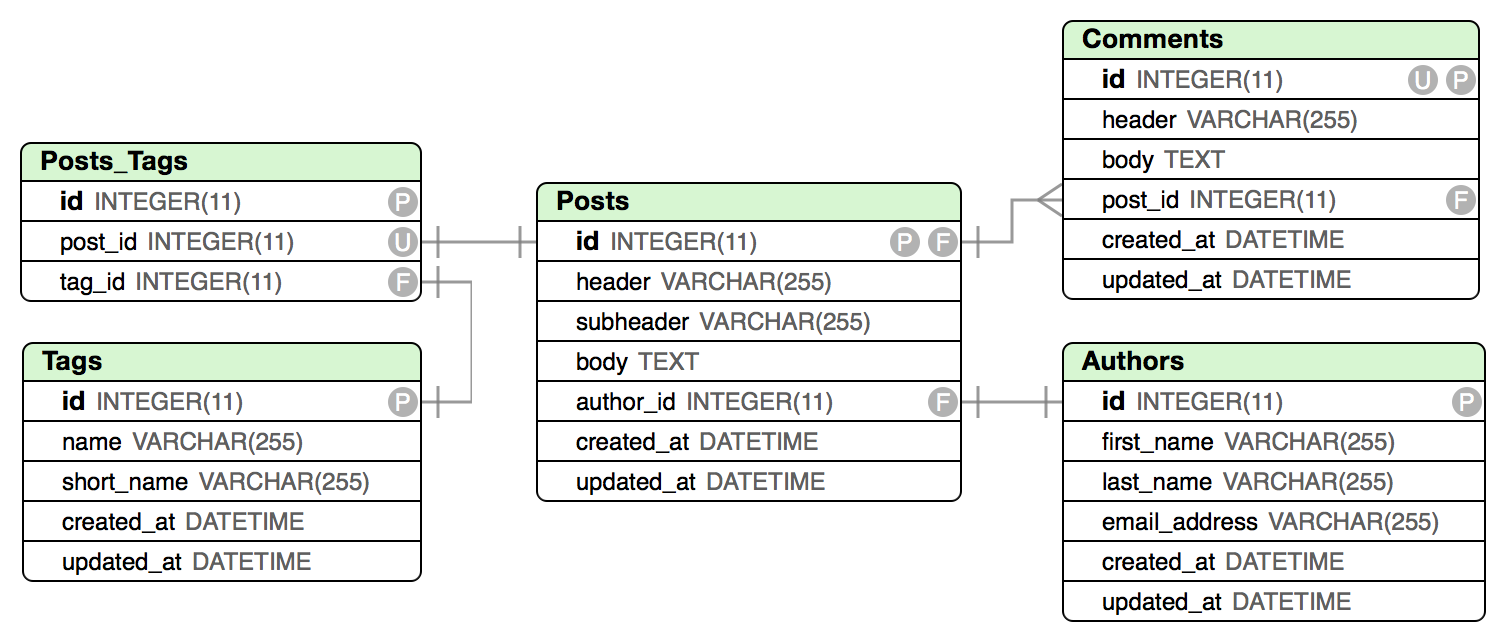 Posts_Tags
id INTEGER(11) P
post_id INTEGER(11) U
tag_id INTEGER(11) F
Tags
id INTEGER(11) P
name VARCHAR(255)
short_name VARCHAR(255)
created_at DATETIME
updated_at DATETIME
Posts
id INTEGER(11) P F
header VARCHAR(255)
subheader VARCHAR(255)
body TEXT
author_id INTEGER(11) F
created_at DATETIME
updated_at DATETIME
Comments
id INTEGER(11) U P
header VARCHAR(255)
body TEXT
post_id INTEGER(11) F
created_at DATETIME
updated_at DATETIME
Authors
id INTEGER(11) P
first_name VARCHAR(255)
last_name VARCHAR(255)
email_address VARCHAR(255)
created_at DATETIME
updated_at DATETIME